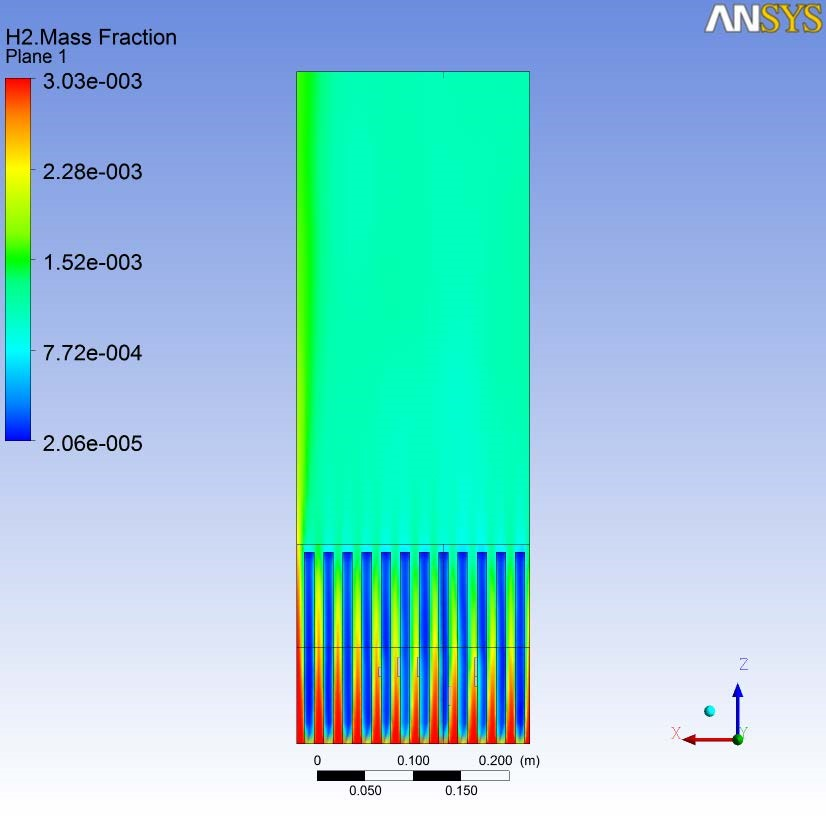 ANSYS
H2.Mass Fraction
Plane 1
3.03e-003
2.28e-003
1.52e-003
7.72e-004
2.06e-005
Z
X
Y
0 0.100 0.200 (m)
0.050 0.150